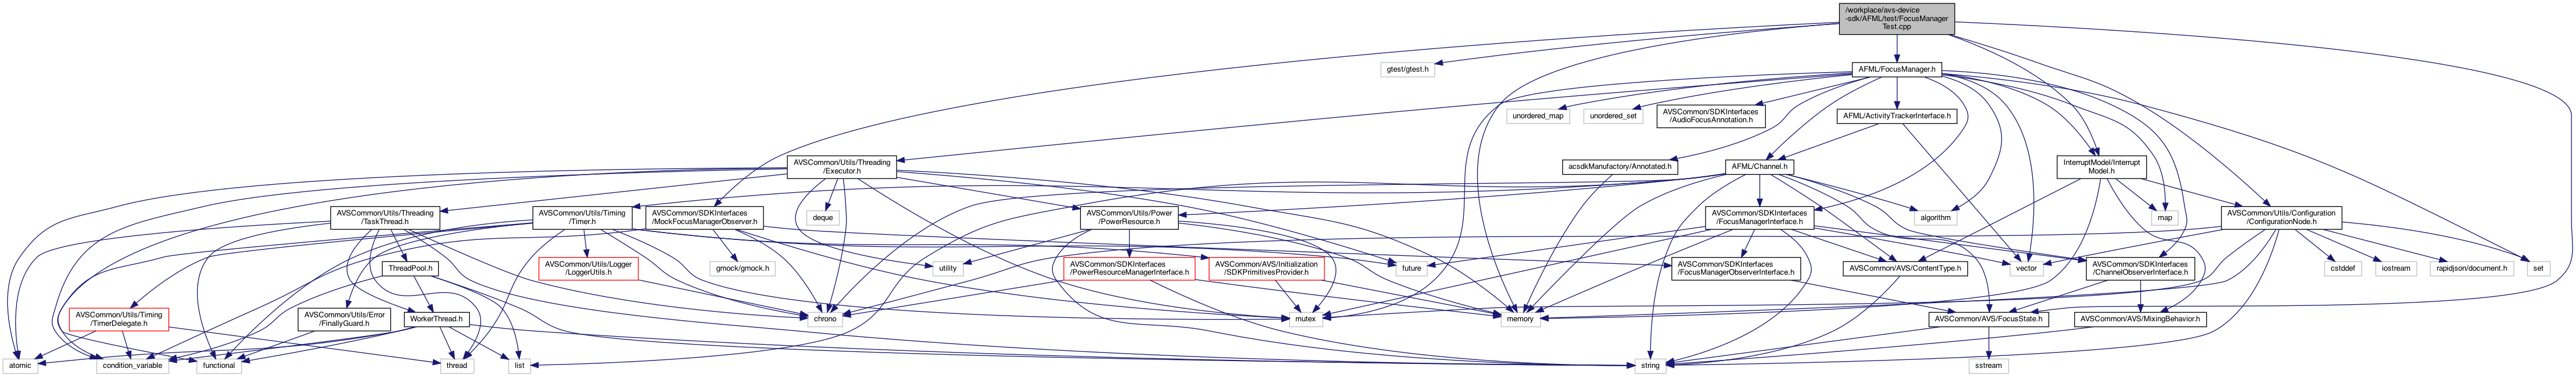 /workplace/avs-device
-sdk/AFML/test/FocusManager
Test.cpp
gtest/gtest.h
AFML/FocusManager.h
unordered_map
unordered_set
AVSCommon/SDKInterfaces
/AudioFocusAnnotation.h
AFML/ActivityTrackerInterface.h
AVSCommon/Utils/Threading
/Executor.h
acsdkManufactory/Annotated.h
AFML/Channel.h
InterruptModel/Interrupt
Model.h
AVSCommon/Utils/Threading
/TaskThread.h
AVSCommon/Utils/Timing
/Timer.h
AVSCommon/SDKInterfaces
/MockFocusManagerObserver.h
deque
AVSCommon/Utils/Power
/PowerResource.h
AVSCommon/SDKInterfaces
/FocusManagerInterface.h
algorithm
map
AVSCommon/Utils/Configuration
/ConfigurationNode.h
ThreadPool.h
AVSCommon/Utils/Logger
/LoggerUtils.h
gmock/gmock.h
utility
AVSCommon/SDKInterfaces
/PowerResourceManagerInterface.h
AVSCommon/AVS/Initialization
/SDKPrimitivesProvider.h
future
AVSCommon/SDKInterfaces
/FocusManagerObserverInterface.h
AVSCommon/AVS/ContentType.h
vector
AVSCommon/SDKInterfaces
/ChannelObserverInterface.h
cstddef
iostream
rapidjson/document.h
set
AVSCommon/Utils/Timing
/TimerDelegate.h
AVSCommon/Utils/Error
/FinallyGuard.h
WorkerThread.h
chrono
mutex
memory
AVSCommon/AVS/FocusState.h
AVSCommon/AVS/MixingBehavior.h
atomic
condition_variable
functional
thread
list
string
sstream